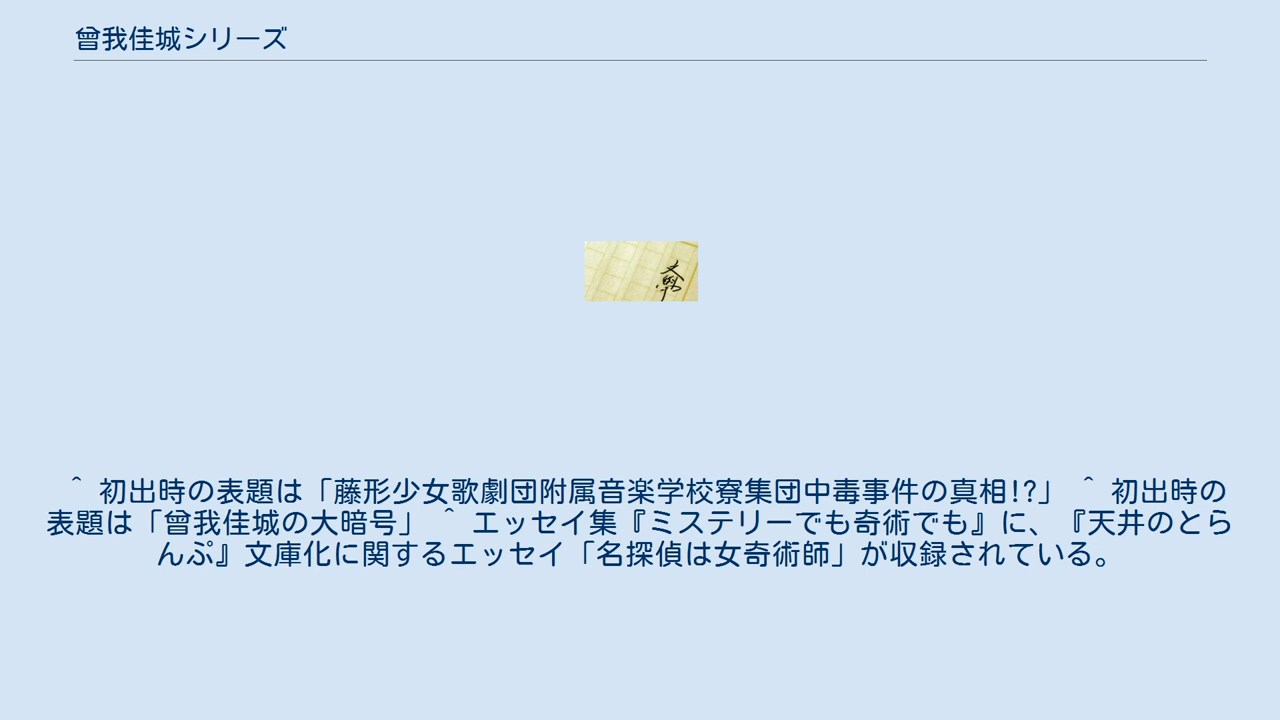 曾我佳城シリーズ
^ 初出時の表題は「藤形少女歌劇団附属音楽学校寮集団中毒事件の真相!?」 ^ 初出時の
表題は「曾我佳城の大暗号」 ^ エッセイ集『ミステリーでも奇術でも』に、『天井のとら
んぷ』文庫化に関するエッセイ「名探偵は女奇術師」が収録されている。